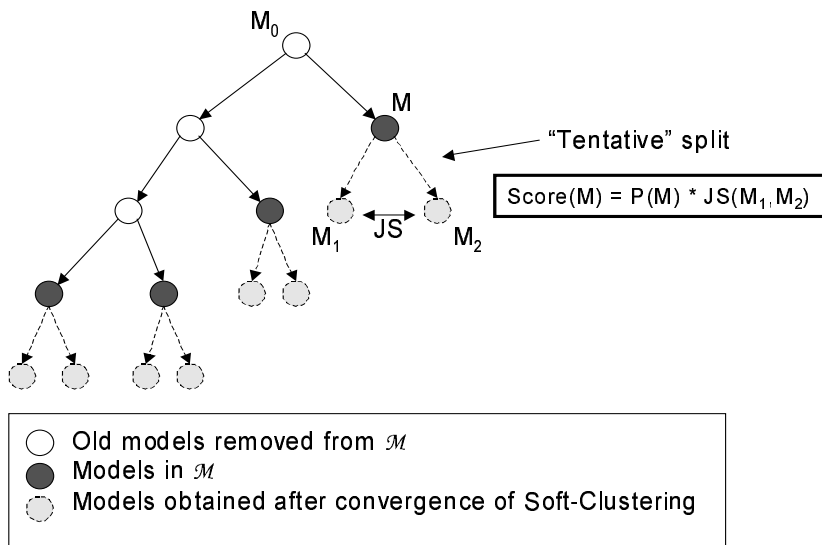 M₀
M
“Tentative” split
Score(M) = P(M) * JS(M₁,M₂)
M₁
JS
M₂
Old models removed from ℳ
Models in ℳ
Models obtained after convergence of Soft-Clustering